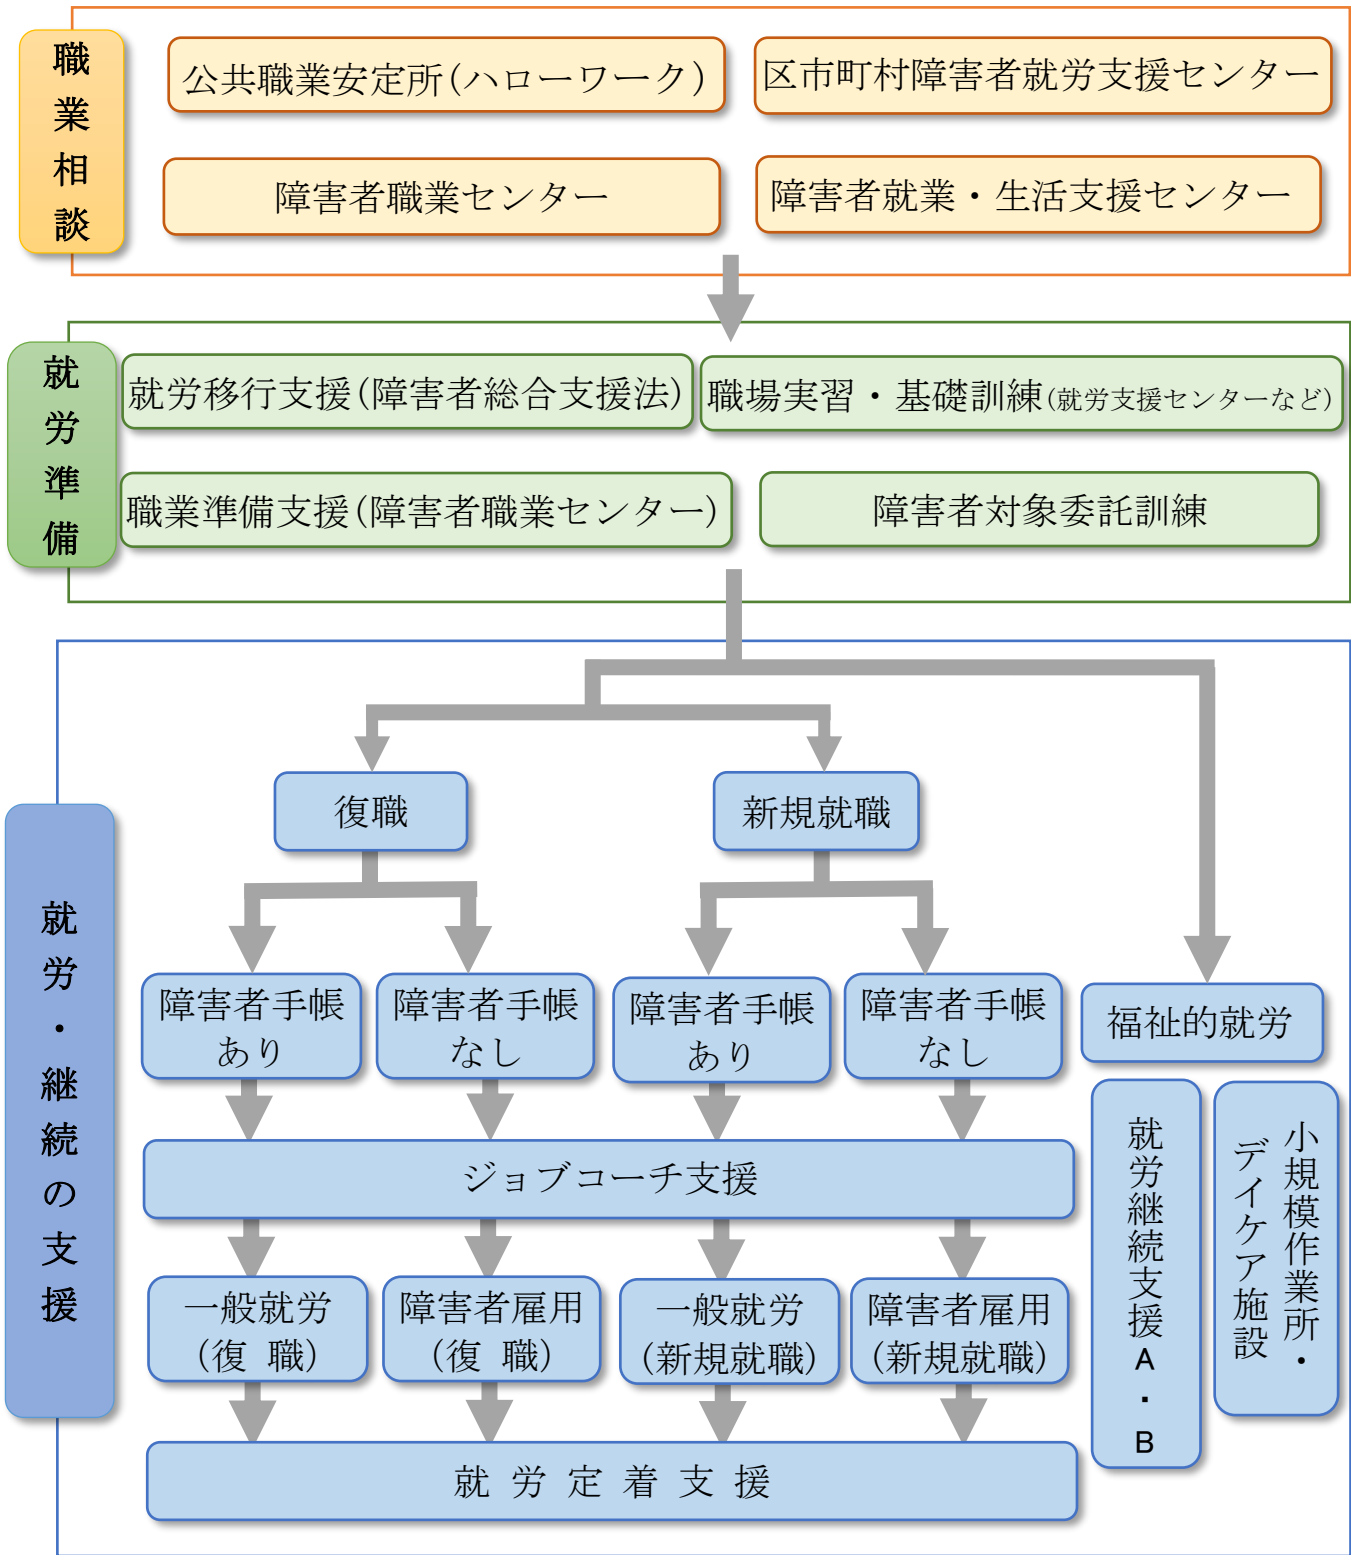 職業相談
公共職業安定所(ハローワーク)
区市町村障害者就労支援センター
障害者職業センター
障害者就業・生活支援センター
就労準備
就労移行支援(障害者総合支援法)
職場実習・基礎訓練(就労支援センターなど)
職業準備支援(障害者職業センター)
障害者対象委託訓練
就労・継続の支援
復職
新規就職
障害者手帳
あり
障害者手帳
なし
障害者手帳
あり
障害者手帳
なし
福祉的就労
ジョブコーチ支援
一般就労
(復 職)
障害者雇用
(復 職)
一般就労
(新規就職)
障害者雇用
(新規就職)
就労継続支援A・B
小規模作業所・
デイケア施設
就 労 定 着 支 援